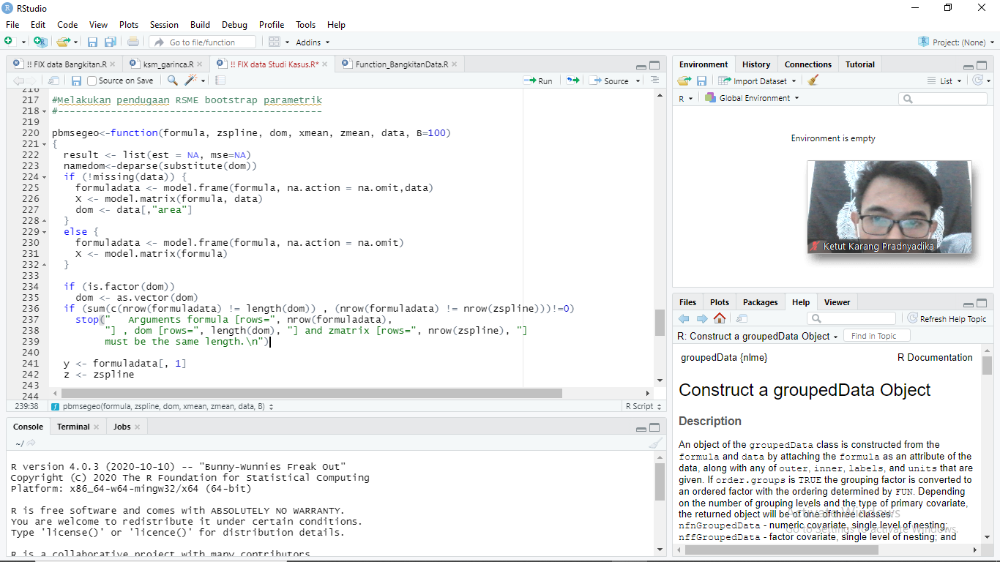 RStudio
File Edit Code View Plots Session Build Debug Profile Tools Help
Go to file/function Addins Project: (None)
!! FIX data Bangkitan.R ksm_garinca.R !! FIX data Studi Kasus.R* Function_BangkitanData.R
Source on Save Run Source
216
217 #Melakukan pendugaan RSME bootstrap parametrik
218 #---------------------------------------------
219
220 pbmsegeo<-function(formula, zspline, dom, xmean, zmean, data, B=100)
221 {
222 result <- list(est = NA, mse=NA)
223 namedom<-deparse(substitute(dom))
224 if (!missing(data)) {
225 formuladata <- model.frame(formula, na.action = na.omit,data)
226 X <- model.matrix(formula, data)
227 dom <- data[,"area"]
228 }
229 else {
230 formuladata <- model.frame(formula, na.action = na.omit)
231 X <- model.matrix(formula)
232 }
233
234 if (is.factor(dom))
235 dom <- as.vector(dom)
236 if (sum(c(nrow(formuladata) != length(dom)) , (nrow(formuladata) != nrow(zspline)))!=0)
237 stop("   Arguments formula [rows=", nrow(formuladata),
238 "] , dom [rows=", length(dom), "] and zmatrix [rows=", nrow(zspline), "]
239 must be the same length.\n")
240
241 y <- formuladata[, 1]
242 z <- zspline
243
244
239:38 pbmsegeo(formula, zspline, dom, xmean, zmean, data, B) R Script
Console Terminal Jobs
~/
R version 4.0.3 (2020-10-10) -- "Bunny-Wunnies Freak Out"
Copyright (C) 2020 The R Foundation for Statistical Computing
Platform: x86_64-w64-mingw32/x64 (64-bit)
R is free software and comes with ABSOLUTELY NO WARRANTY.
You are welcome to redistribute it under certain conditions.
Type 'license()' or 'licence()' for distribution details.
R is a collaborative project with many contributors.
Environment History Connections Tutorial
Import Dataset List
R Global Environment
Environment is empty
Ketut Karang Pradnyadika
Files Plots Packages Help Viewer
Refresh Help Topic
R: Construct a groupedData Object Find in Topic
groupedData {nlme} R Documentation
Construct a groupedData Object
Description
An object of the groupedData class is constructed from the
formula and data by attaching the formula as an attribute of the
data, along with any of outer, inner, labels, and units that are
given. If order.groups is TRUE the grouping factor is converted to
an ordered factor with the ordering determined by FUN. Depending
on the number of grouping levels and the type of primary covariate,
the returned object will be of one of three classes:
nfnGroupedData - numeric covariate, single level of nesting;
nffGroupedData - factor covariate, single level of nesting; and
Activate Windows
Go to Settings to activate Windows.